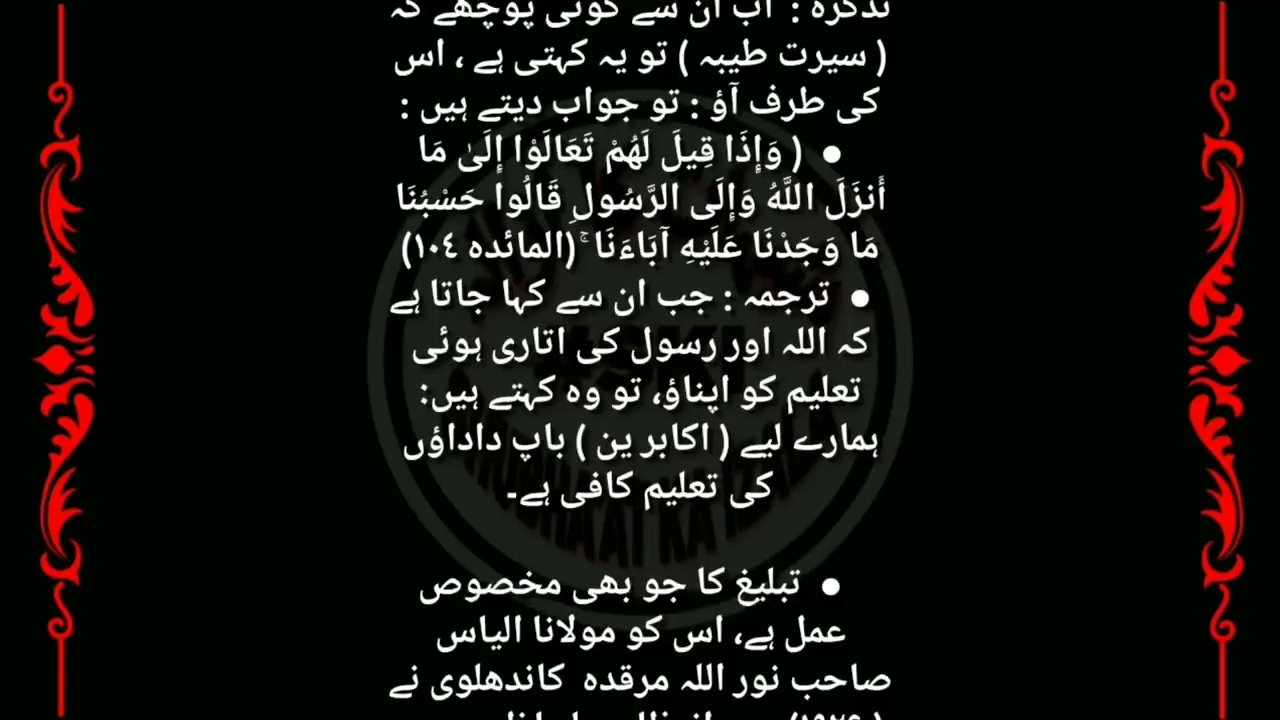 تذکرہ : اب ان سے کوئی پوچھے کہ
( سیرت طیبہ ) تو یہ کہتی ہے ، اس
کی طرف آؤ : تو جواب دیتے ہیں :
● ( وَإِذَا قِيلَ لَهُمْ تَعَالَوْا إِلَىٰ مَا
أَنزَلَ اللَّهُ وَإِلَى الرَّسُولِ قَالُوا حَسْبُنَا
مَا وَجَدْنَا عَلَيْهِ آبَاءَنَا ۚ (المائدہ ١٠٤)
● ترجمہ : جب ان سے کہا جاتا ہے
کہ اللہ اور رسول کی اتاری ہوئی
تعلیم کو اپناؤ، تو وہ کہتے ہیں:
ہمارے لیے ( اکابر ین ) باپ داداؤں
کی تعلیم کافی ہے۔
● تبلیغ کا جو بھی مخصوص
عمل ہے، اس کو مولانا الیاس
صاحب نور اللہ مرقدہ کاندھلوی نے